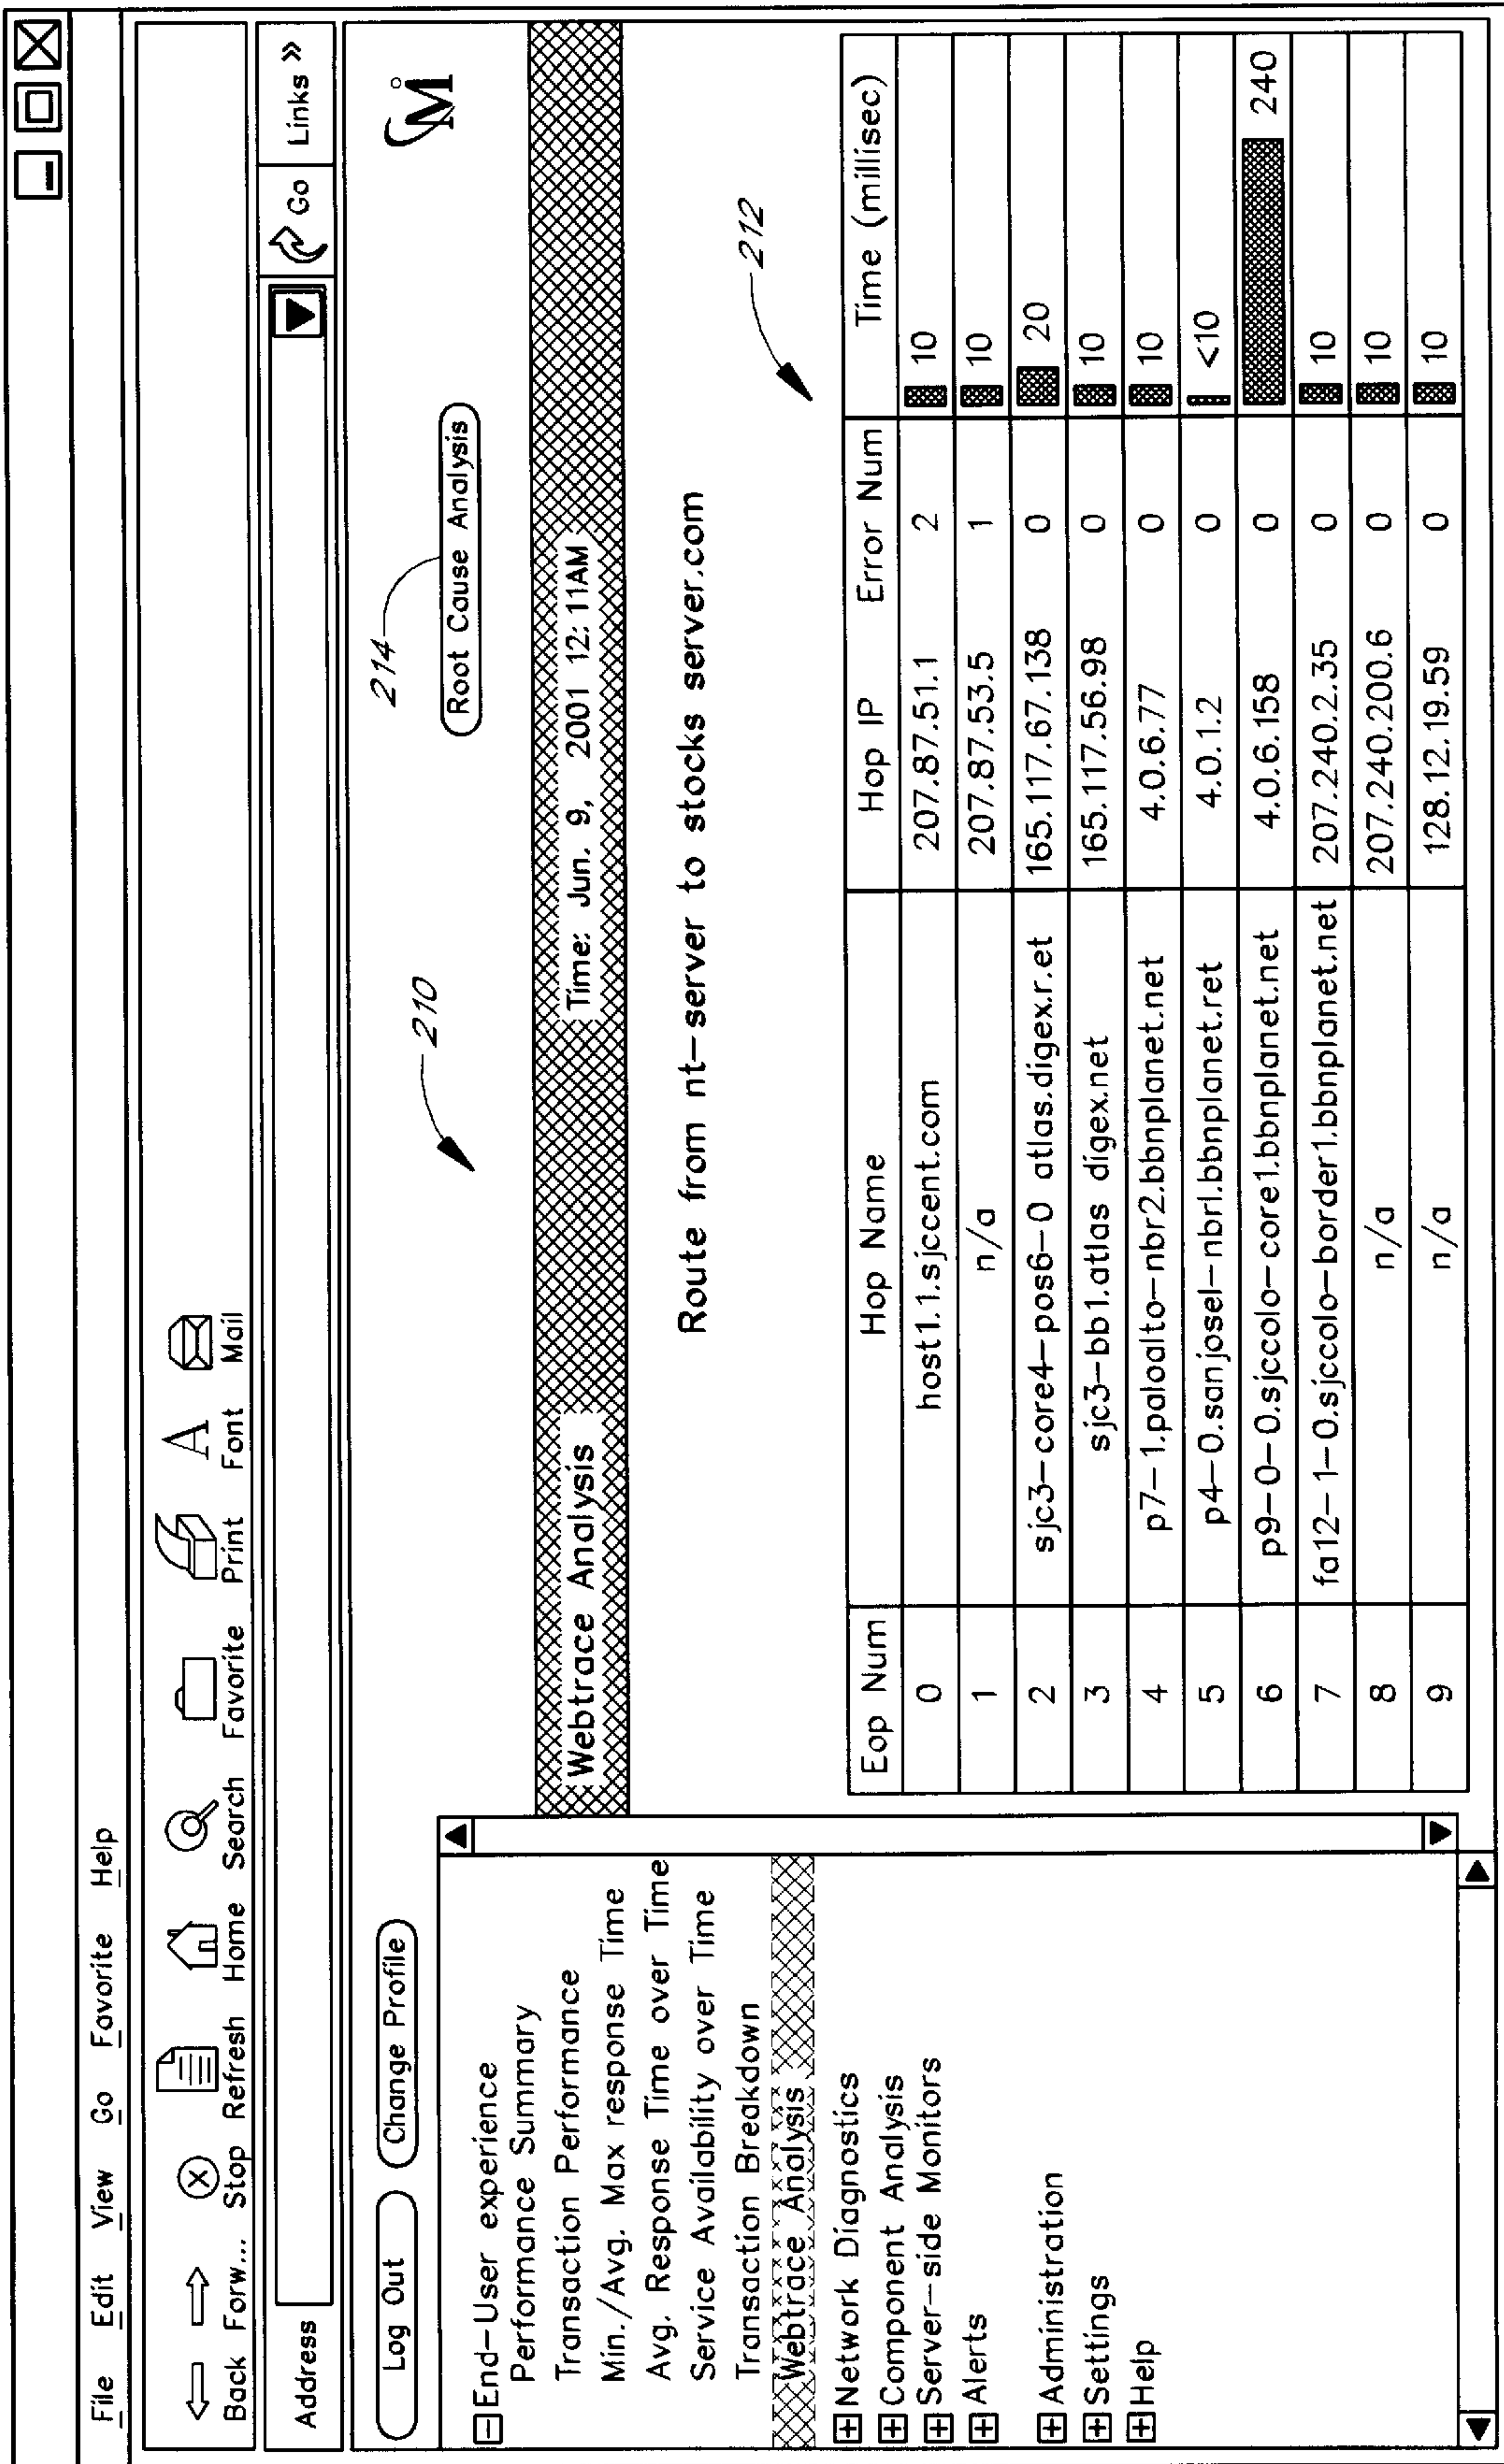 File Edit View Go Favorite Help
Back Forw... Stop Refresh Home Search Favorite Print Font Mail
Address Go Links »
Log Out Change Profile
M
214
Root Cause Analysis
210
End-User experience
Performance Summary
Transaction Performance
Min./Avg. Max response Time
Avg. Response Time over Time
Service Availability over Time
Transaction Breakdown
Webtrace Analysis
Network Diagnostics
Component Analysis
Server-side Monitors
Alerts
Administration
Settings
Help
Webtrace Analysis Time: Jun. 9, 2001 12:11AM
Route from nt-server to stocks server.com
212
Eop Num Hop Name Hop IP Error Num Time (millisec)
0 host1.1.sjccent.com 207.87.51.1 2 10
1 n/a 207.87.53.5 1 10
2 sjc3-core4-pos6-0 atlas.digex.r.et 165.117.67.138 0 20
3 sjc3-bb1.atlas digex.net 165.117.56.98 0 10
4 p7-1.paloalto-nbr2.bbnplanet.net 4.0.6.77 0 10
5 p4-0.sanjosel-nbrl.bbnplanet.ret 4.0.1.2 0 <10
6 p9-0-0.sjccolo-core1.bbnplanet.net 4.0.6.158 0 240
7 fa12-1-0.sjccolo-border1.bbnplanet.net 207.240.2.35 0 10
8 n/a 207.240.200.6 0 10
9 n/a 128.12.19.59 0 10